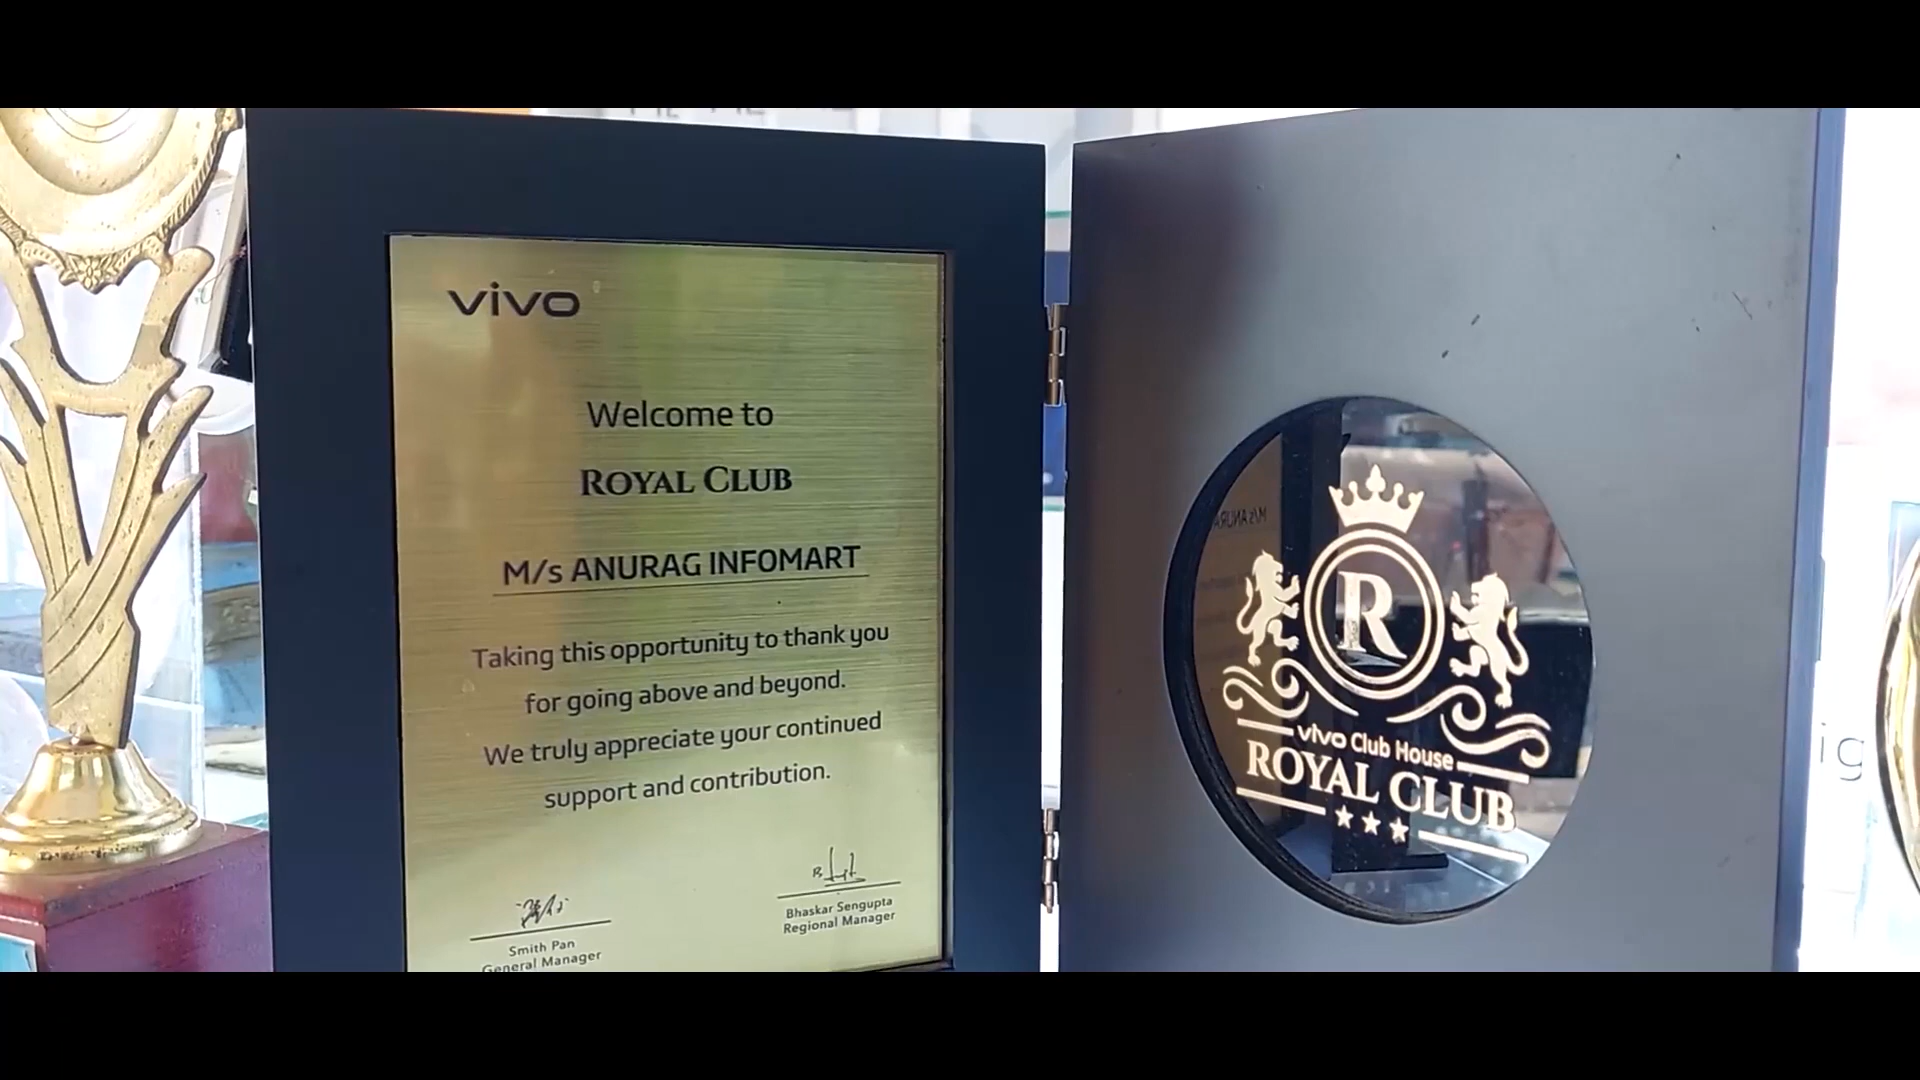 vivo
Welcome to
ROYAL CLUB
M/s ANURAG INFOMART
Taking this opportunity to thank you
for going above and beyond.
We truly appreciate your continued
support and contribution.
Smith Pan
General Manager
Bhaskar Sengupta
Regional Manager
R
vivo Club House
ROYAL CLUB
ig